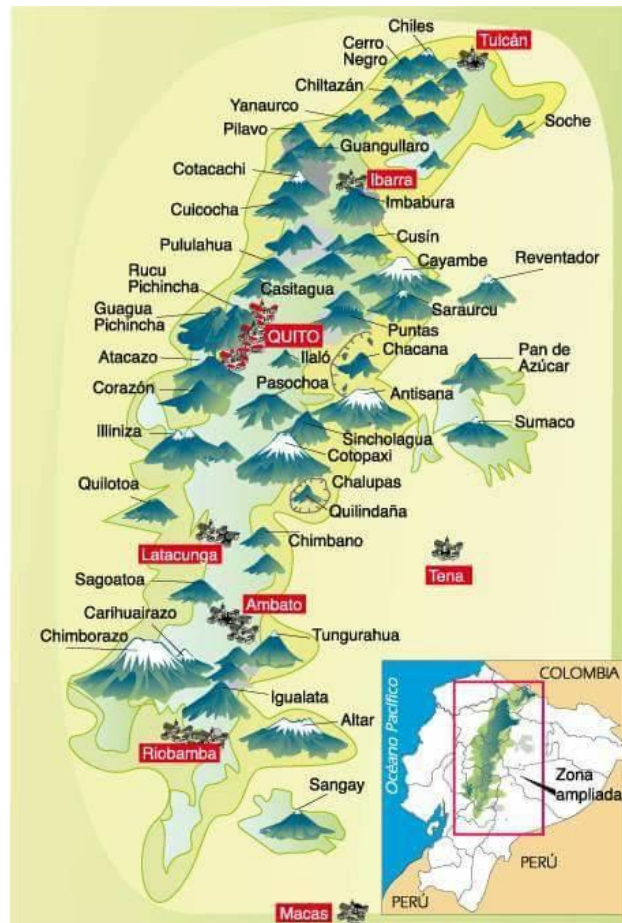 Chiles
Cerro
Negro
Tulcán
Chiltazán
Yanaurco
Pilavo
Soche
Guangullaro
Cotacachi
Ibarra
Imbabura
Cuicocha
Cusín
Pululahua
Cayambe
Reventador
Rucu
Pichincha
Casitagua
Saraurcu
Guagua
Pichincha
QUITO
Puntas
Atacazo
Ilaló
Chacana
Pan de
Azúcar
Corazón
Pasochoa
Antisana
Illiniza
Sincholagua
Sumaco
Cotopaxi
Quilotoa
Chalupas
Quilindaña
Latacunga
Chimbano
Tena
Sagoatoa
Ambato
Carihuairazo
Chimborazo
Tungurahua
Igualata
Altar
Riobamba
Sangay
Macas
COLOMBIA
Océano Pacífico
Zona
ampliada
PERÚ
PERÚ